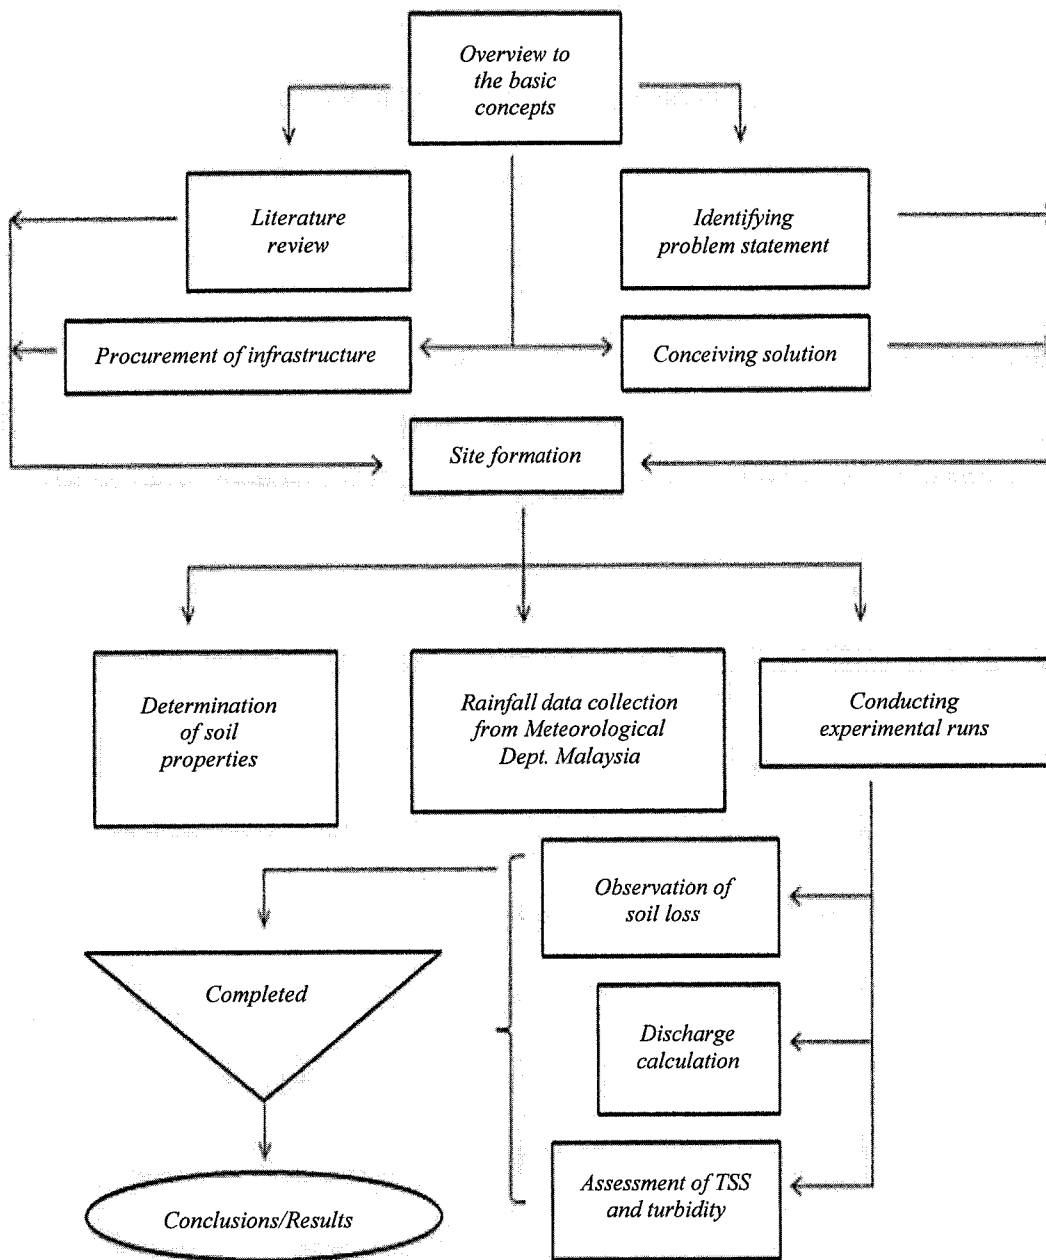 Overview to
the basic
concepts
Literature
review
Identifying
problem statement
Procurement of infrastructure
Conceiving solution
Site formation
Determination
of soil
properties
Rainfall data collection
from Meteorological
Dept. Malaysia
Conducting
experimental runs
Observation of
soil loss
Completed
Discharge
calculation
Assessment of TSS
and turbidity
Conclusions/Results